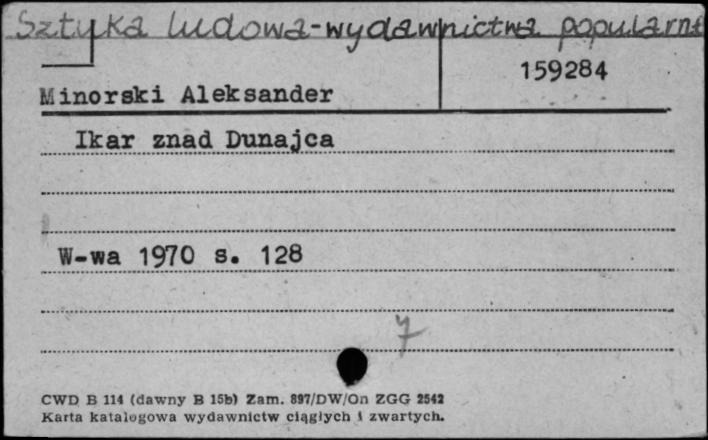 Sztuka ludowa-wydawnictwa popularne
159284
Minorski Aleksander
Ikar znad Dunajca
W-wa 1970 s. 128
7
CWD B 114 (dawny B 15b) Zam. 897/DW/On ZGG 2542
Karta katalogowa wydawnictw ciągłych i zwartych.